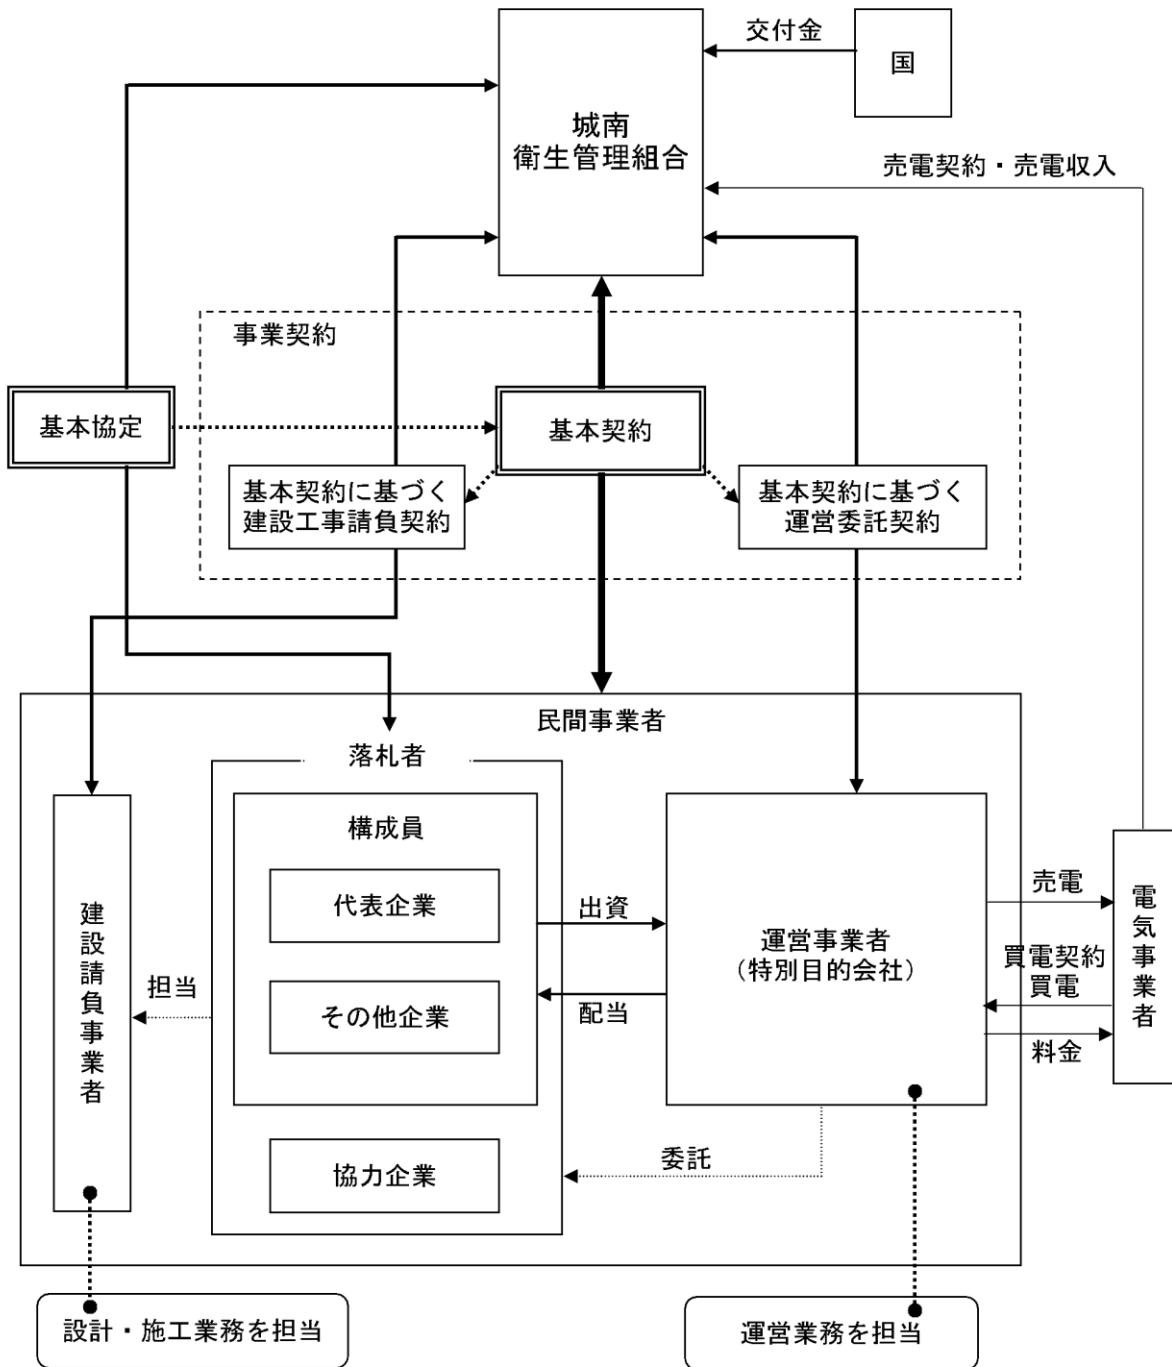 交付金
国
城南
衛生管理組合
売電契約・売電収入
事業契約
基本協定
基本契約
基本契約に基づく
建設工事請負契約
基本契約に基づく
運営委託契約
民間事業者
落札者
構成員
代表企業
その他企業
協力企業
建設請負事業者
担当
出資
配当
委託
運営事業者
（特別目的会社）
売電
買電契約
買電
料金
電気事業者
設計・施工業務を担当
運営業務を担当